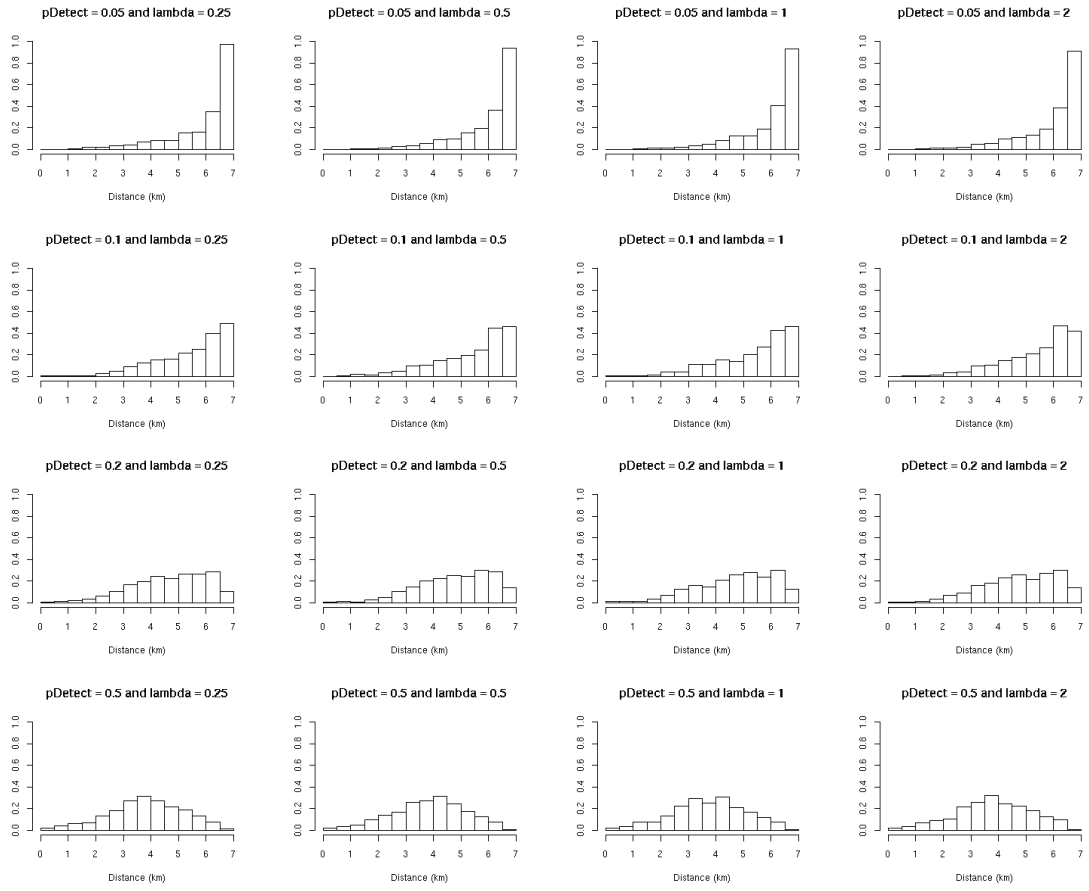 pDetect = 0.05 and lambda = 0.25
pDetect = 0.05 and lambda = 0.5
pDetect = 0.05 and lambda = 1
pDetect = 0.05 and lambda = 2
0.0 0.2 0.4 0.6 0.8 1.0
0.0 0.2 0.4 0.6 0.8 1.0
0.0 0.2 0.4 0.6 0.8 1.0
0.0 0.2 0.4 0.6 0.8 1.0
0 1 2 3 4 5 6 7
0 1 2 3 4 5 6 7
0 1 2 3 4 5 6 7
0 1 2 3 4 5 6 7
Distance (km)
Distance (km)
Distance (km)
Distance (km)
pDetect = 0.1 and lambda = 0.25
pDetect = 0.1 and lambda = 0.5
pDetect = 0.1 and lambda = 1
pDetect = 0.1 and lambda = 2
0.0 0.2 0.4 0.6 0.8 1.0
0.0 0.2 0.4 0.6 0.8 1.0
0.0 0.2 0.4 0.6 0.8 1.0
0.0 0.2 0.4 0.6 0.8 1.0
0 1 2 3 4 5 6 7
0 1 2 3 4 5 6 7
0 1 2 3 4 5 6 7
0 1 2 3 4 5 6 7
Distance (km)
Distance (km)
Distance (km)
Distance (km)
pDetect = 0.2 and lambda = 0.25
pDetect = 0.2 and lambda = 0.5
pDetect = 0.2 and lambda = 1
pDetect = 0.2 and lambda = 2
0.0 0.2 0.4 0.6 0.8 1.0
0.0 0.2 0.4 0.6 0.8 1.0
0.0 0.2 0.4 0.6 0.8 1.0
0.0 0.2 0.4 0.6 0.8 1.0
0 1 2 3 4 5 6 7
0 1 2 3 4 5 6 7
0 1 2 3 4 5 6 7
0 1 2 3 4 5 6 7
Distance (km)
Distance (km)
Distance (km)
Distance (km)
pDetect = 0.5 and lambda = 0.25
pDetect = 0.5 and lambda = 0.5
pDetect = 0.5 and lambda = 1
pDetect = 0.5 and lambda = 2
0.0 0.2 0.4 0.6 0.8 1.0
0.0 0.2 0.4 0.6 0.8 1.0
0.0 0.2 0.4 0.6 0.8 1.0
0.0 0.2 0.4 0.6 0.8 1.0
0 1 2 3 4 5 6 7
0 1 2 3 4 5 6 7
0 1 2 3 4 5 6 7
0 1 2 3 4 5 6 7
Distance (km)
Distance (km)
Distance (km)
Distance (km)